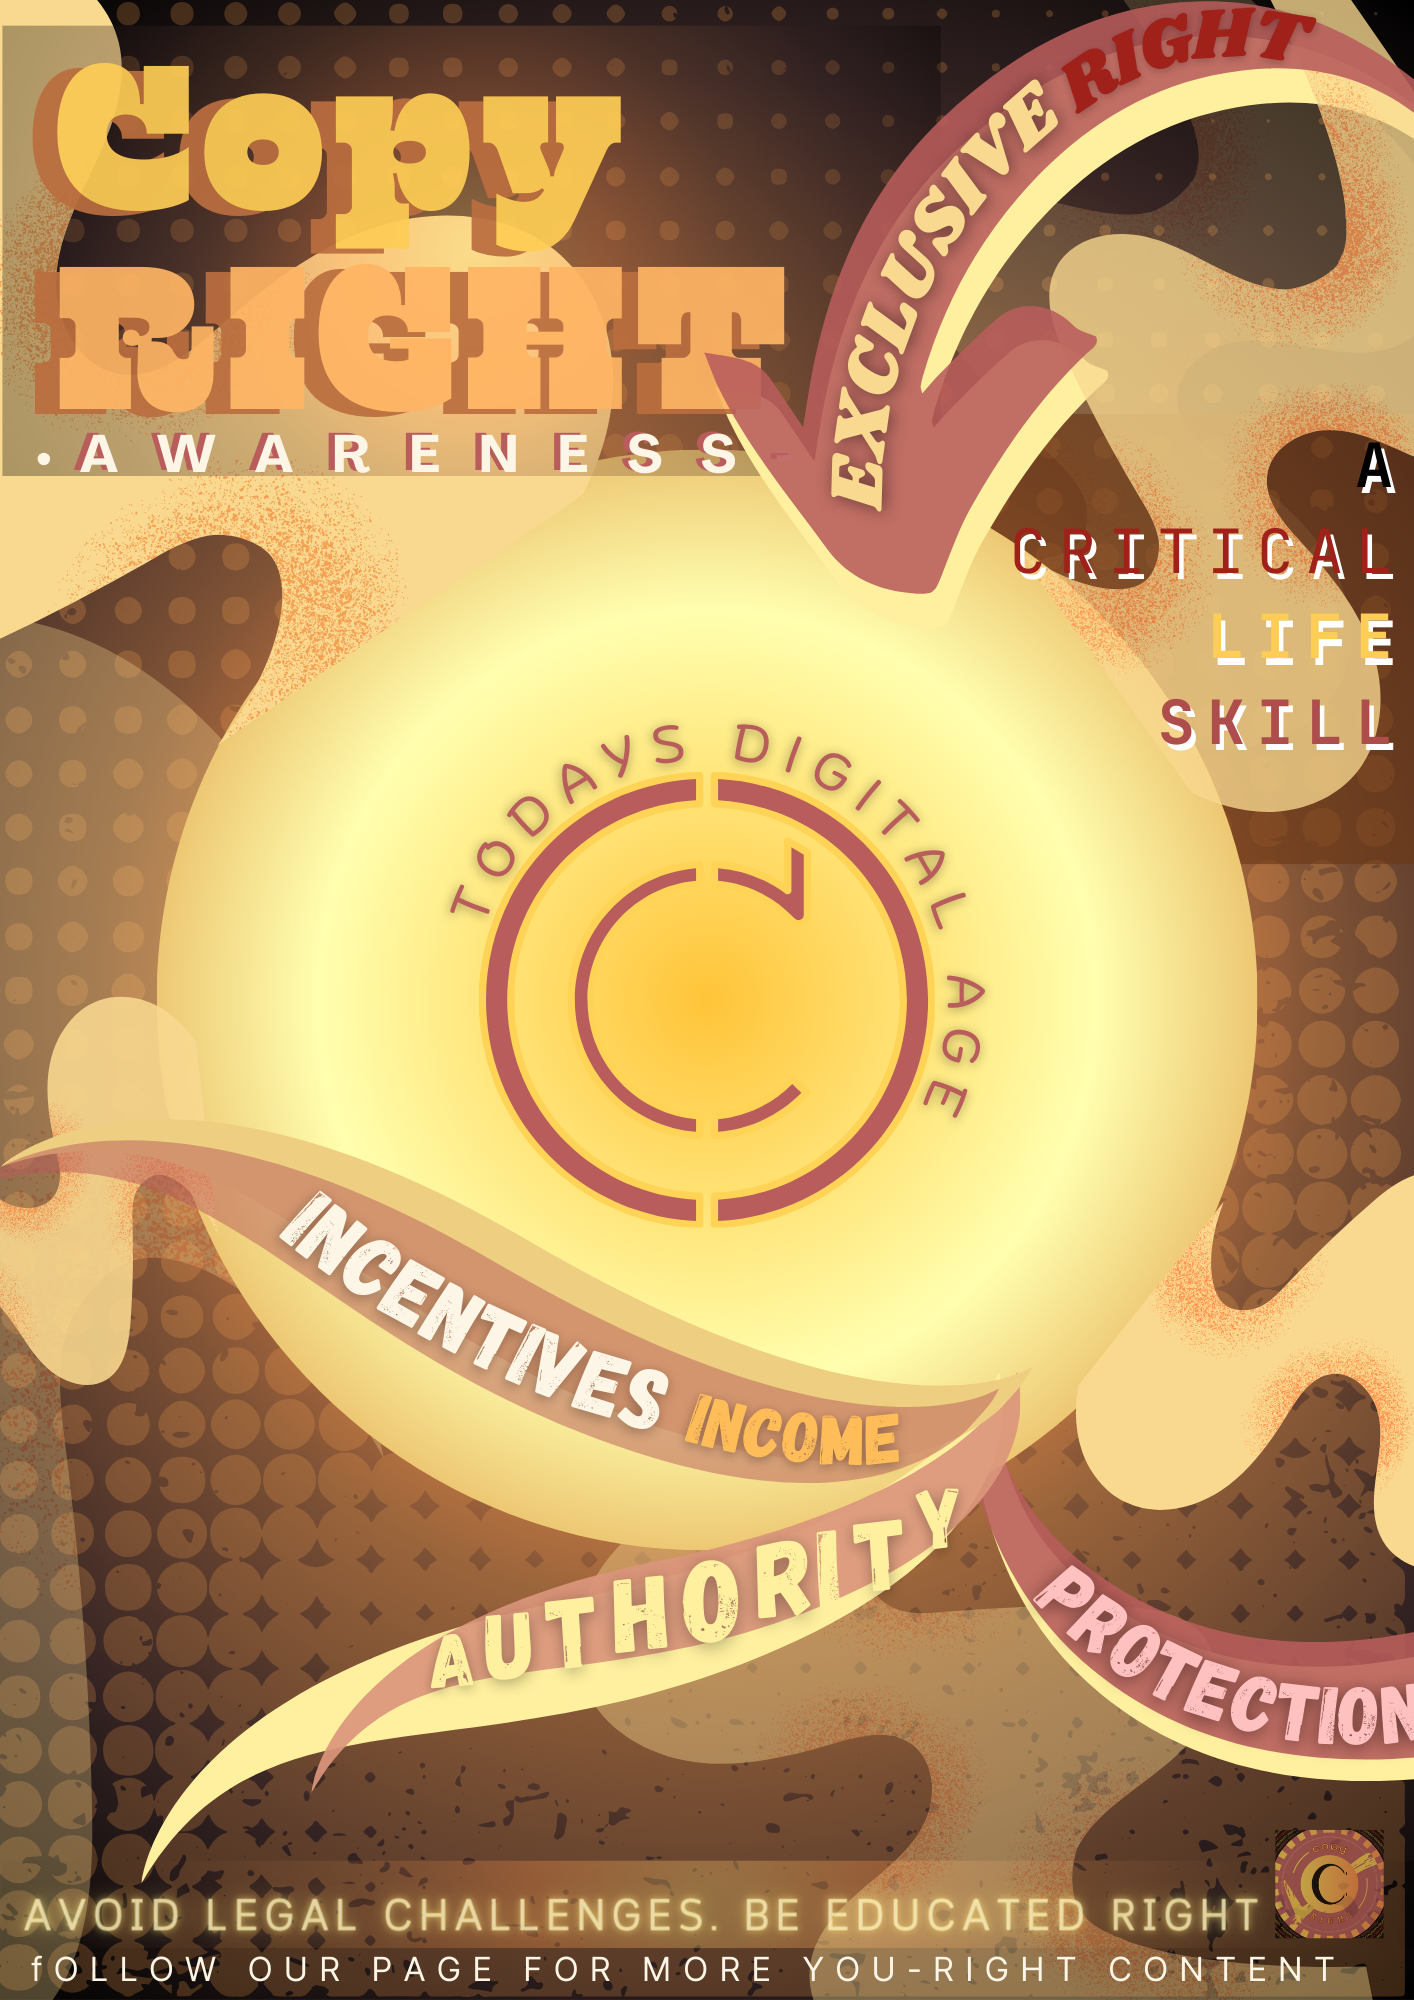 Copy
RIGHT
.AWARENESS
EXCLUSIVE RIGHT
A
CRITICAL
LIFE
SKILL
TODAYS DIGITAL AGE
C
INCENTIVES INCOME
AUTHORITY
PROTECTION
AVOID LEGAL CHALLENGES. BE EDUCATED RIGHT
COPY
C
fOLLOW OUR PAGE FOR MORE YOU-RIGHT CONTENT